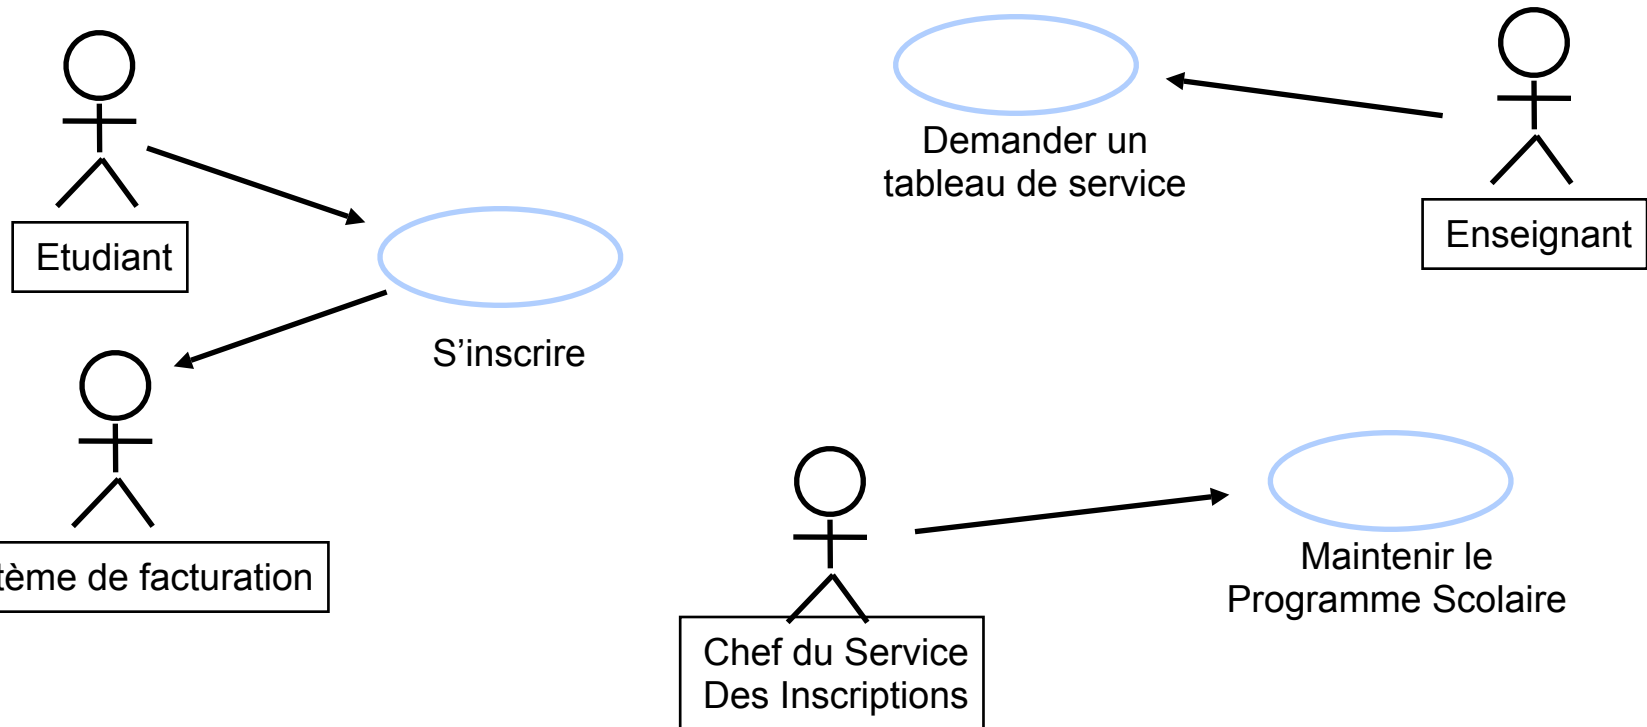 Demander un
tableau de service
Enseignant
Etudiant
S’inscrire
tème de facturation
Maintenir le
Programme Scolaire
Chef du Service
Des Inscriptions